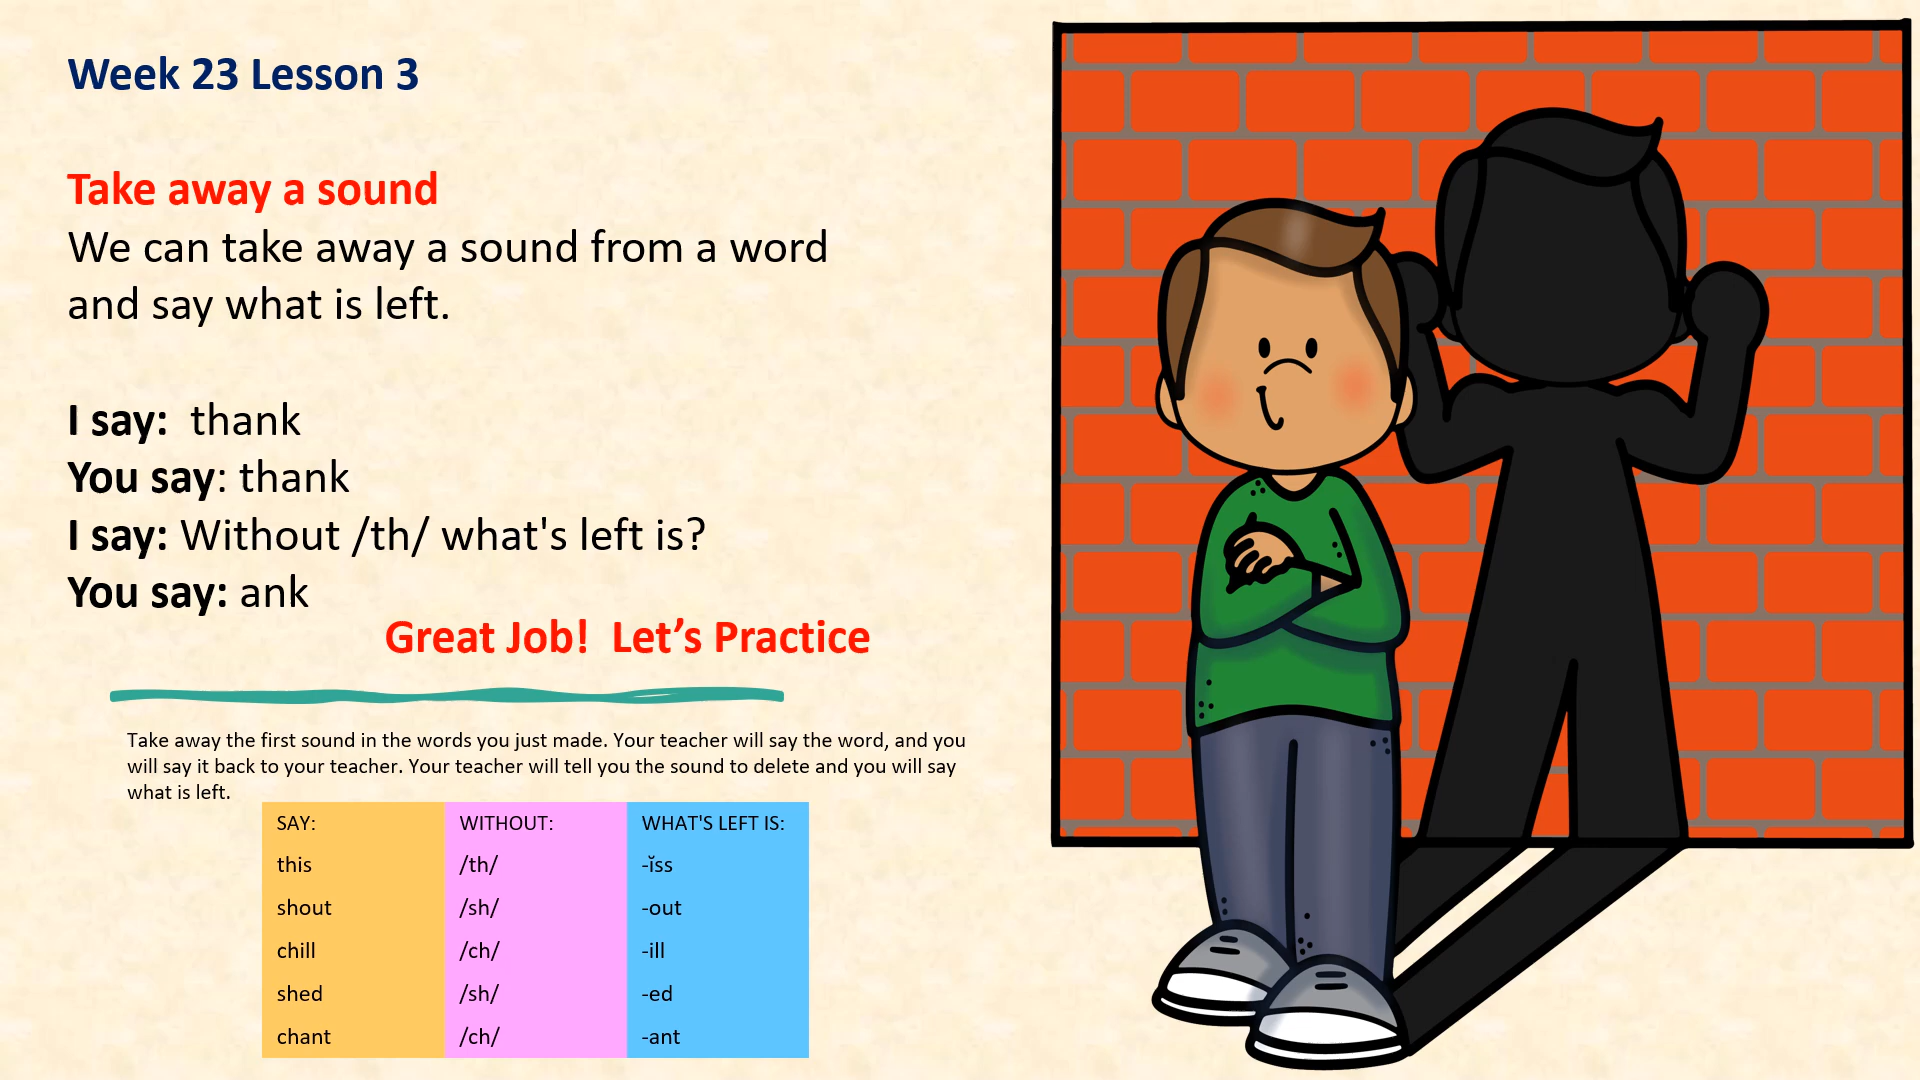 Week 23 Lesson 3
Take away a sound
We can take away a sound from a word
and say what is left.
I say:  thank
You say: thank
I say: Without /th/ what's left is?
You say: ank
Great Job!  Let’s Practice
Take away the first sound in the words you just made. Your teacher will say the word, and you
will say it back to your teacher. Your teacher will tell you the sound to delete and you will say
what is left.
SAY: WITHOUT: WHAT'S LEFT IS:
this /th/ -ĭss
shout /sh/ -out
chill /ch/ -ill
shed /sh/ -ed
chant /ch/ -ant